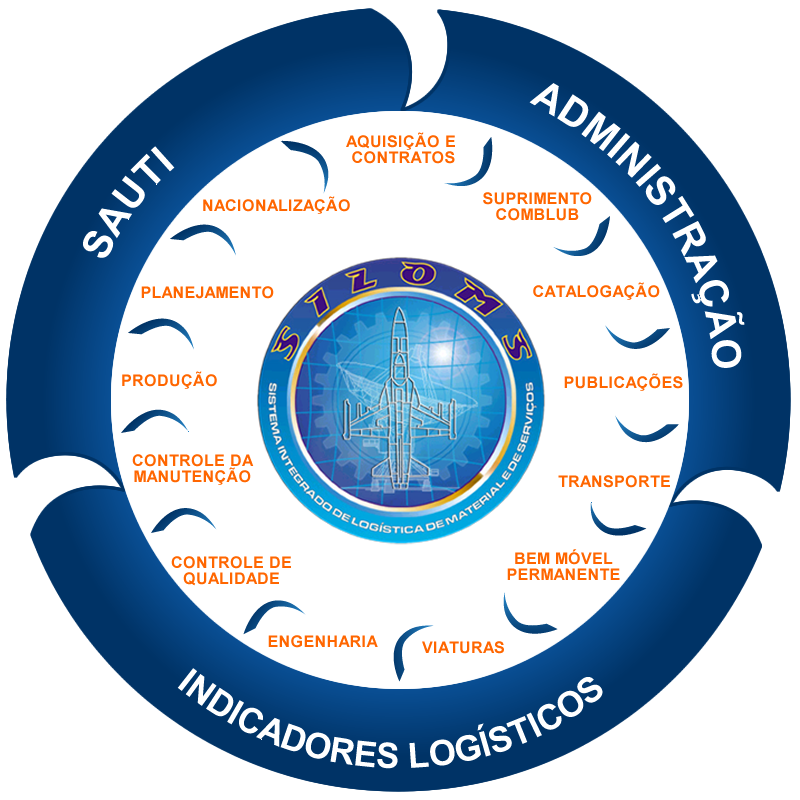 SAUTI
ADMINISTRAÇÃO
INDICADORES LOGÍSTICOS
AQUISIÇÃO E
CONTRATOS
SUPRIMENTO
COMBLUB
CATALOGAÇÃO
PUBLICAÇÕES
TRANSPORTE
BEM MÓVEL
PERMANENTE
VIATURAS
ENGENHARIA
CONTROLE DE
QUALIDADE
CONTROLE DA
MANUTENÇÃO
PRODUÇÃO
PLANEJAMENTO
NACIONALIZAÇÃO
SILOMS
SISTEMA INTEGRADO DE LOGÍSTICA DE MATERIAL E DE SERVIÇOS